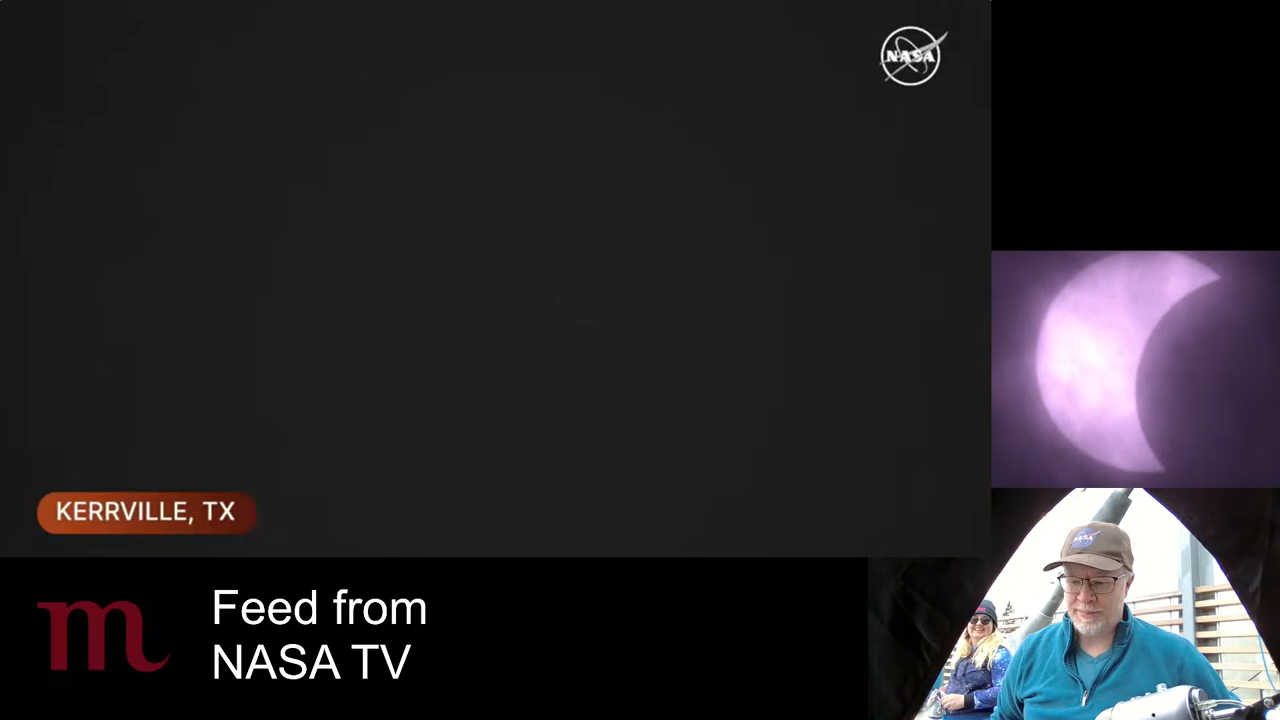 NASA
KERRVILLE, TX
m
Feed from
NASA TV
NASA